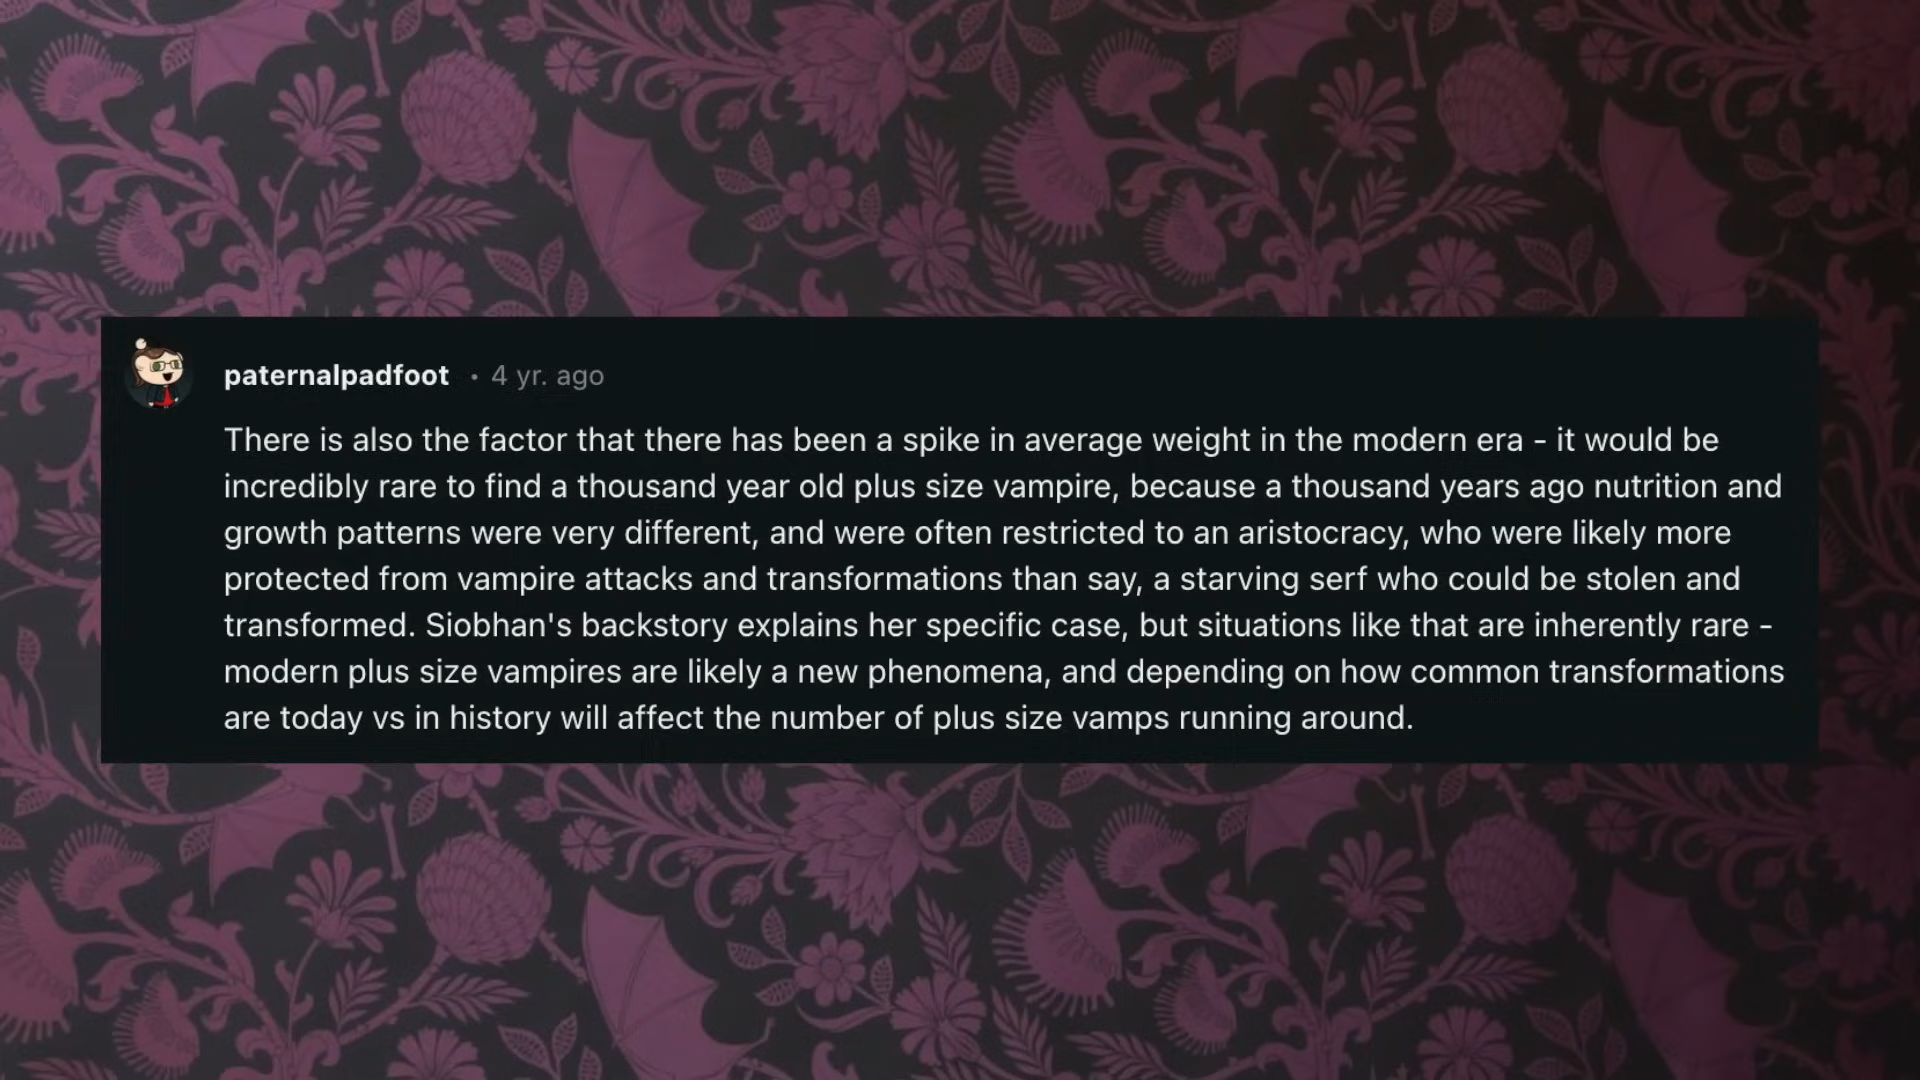 paternalpadfoot · 4 yr. ago
There is also the factor that there has been a spike in average weight in the modern era - it would be
incredibly rare to find a thousand year old plus size vampire, because a thousand years ago nutrition and
growth patterns were very different, and were often restricted to an aristocracy, who were likely more
protected from vampire attacks and transformations than say, a starving serf who could be stolen and
transformed. Siobhan's backstory explains her specific case, but situations like that are inherently rare -
modern plus size vampires are likely a new phenomena, and depending on how common transformations
are today vs in history will affect the number of plus size vamps running around.